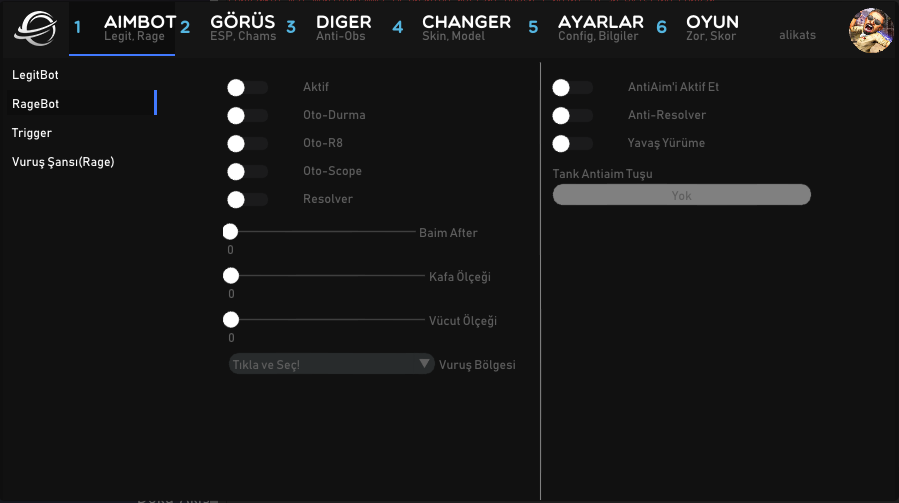 1 AIMBOT
Legit, Rage
2 GÖRÜS
ESP, Chams
3 DIGER
Anti-Obs
4 CHANGER
Skin, Model
5 AYARLAR
Config, Bilgiler
6 OYUN
Zor, Skor
alikats
LegitBot
RageBot
Trigger
Vuruş Şansı(Rage)
Aktif
Oto-Durma
Oto-R8
Oto-Scope
Resolver
Baim After
0
Kafa Ölçeği
0
Vücut Ölçeği
0
Tıkla ve Seç! Vuruş Bölgesi
AntiAim'i Aktif Et
Anti-Resolver
Yavaş Yürüme
Tank Antiaim Tuşu
Yok